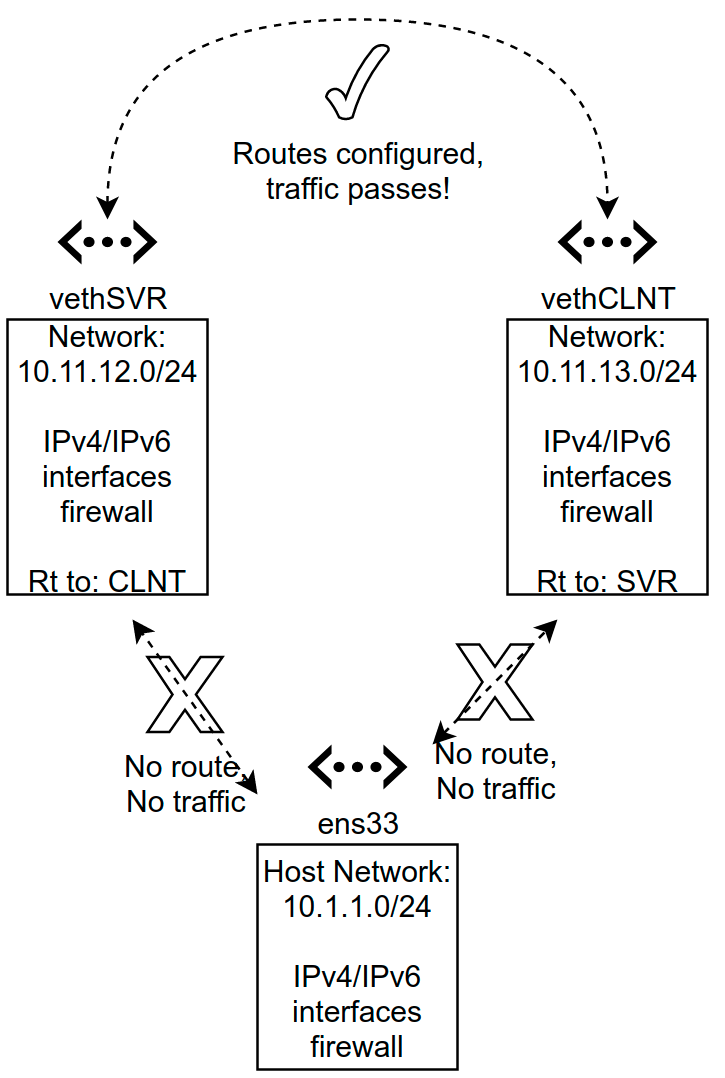 Routes configured,
traffic passes!
vethSVR
Network:
10.11.12.0/24
IPv4/IPv6
interfaces
firewall
Rt to: CLNT
vethCLNT
Network:
10.11.13.0/24
IPv4/IPv6
interfaces
firewall
Rt to: SVR
No route,
No traffic
No route,
No traffic
ens33
Host Network:
10.1.1.0/24
IPv4/IPv6
interfaces
firewall